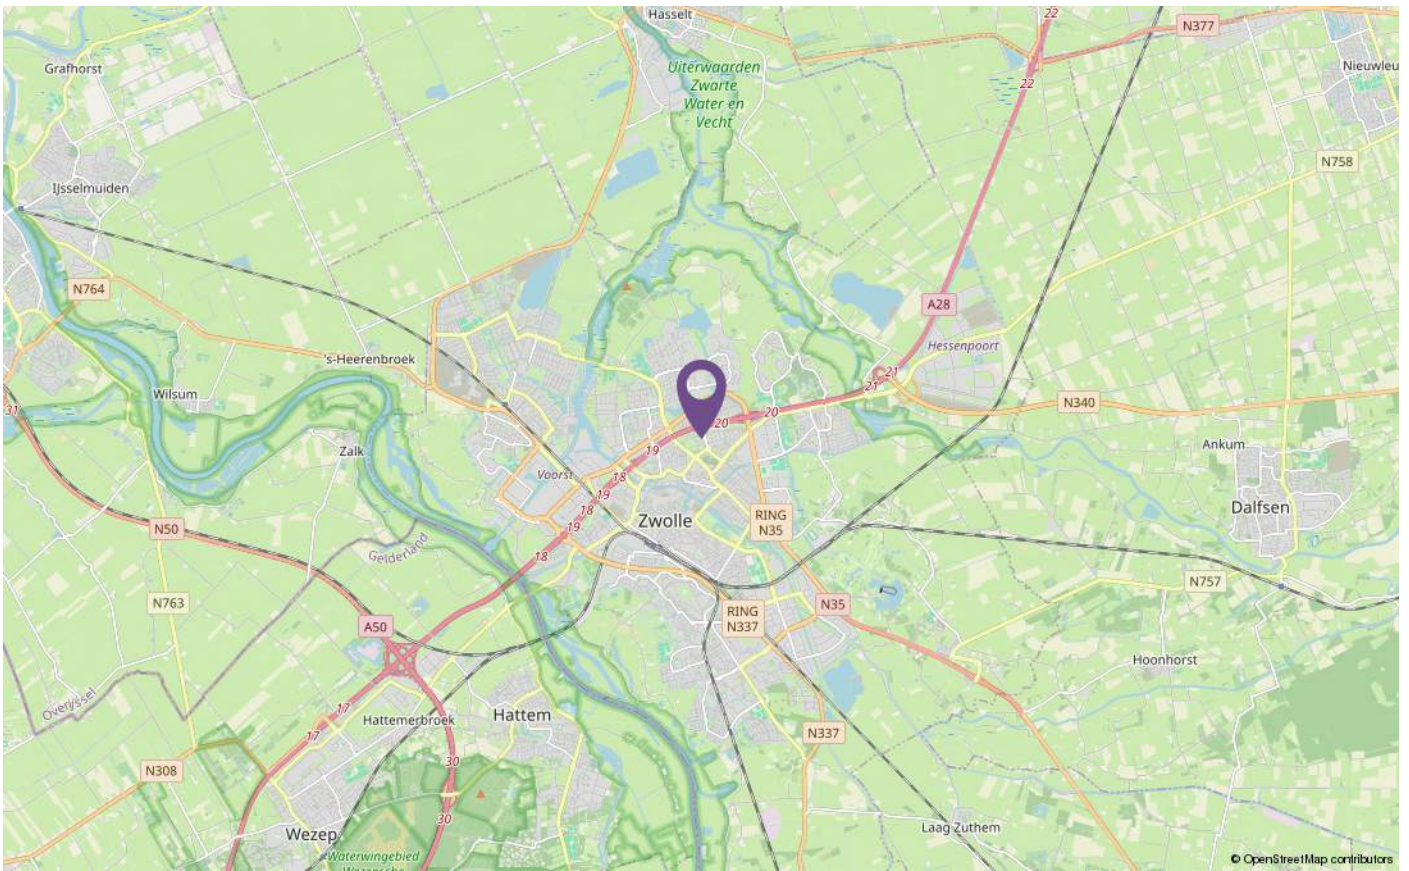 Hasselt
22
N377
Grafhorst
Uiterwaarden
Zwarte
Water en
Vecht
22
Nieuwleu
N758
IJsselmuiden
N764
A28
Hessenpoort
's-Heerenbroek
21
21
Wilsum
31
N340
20
20
Zalk
19
Ankum
Voorst
18
19
18
Dalfsen
N50
Zwolle
RING
N35
19
18
Gelderland
N757
N763
N35
RING
N337
A50
Hoonhorst
Overijssel
17
Hattemerbroek
Hattem
17
N337
N308
30
30
Wezep
Laag Zuthem
Waterwingebied
Wezepsche
© OpenStreetMap contributors